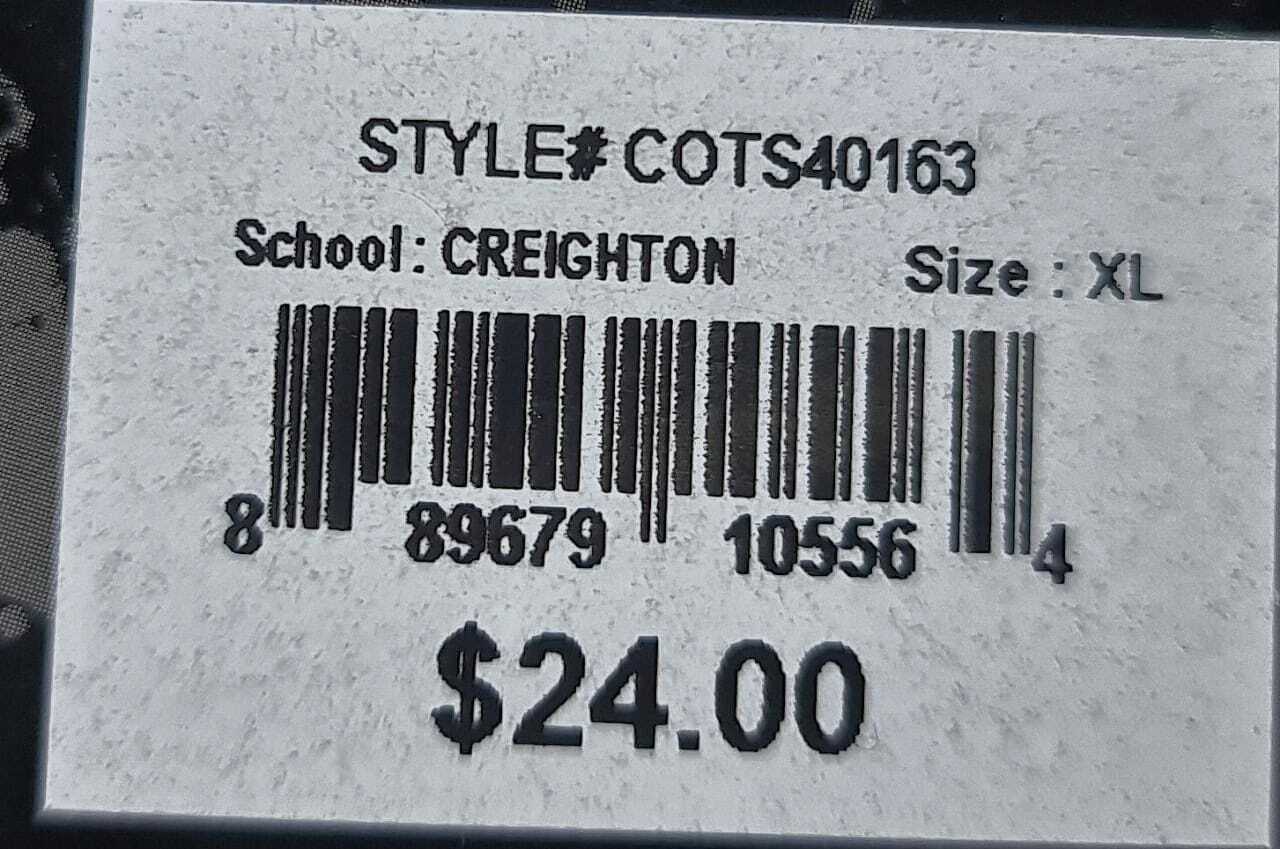 STYLE# COTS40163
School: CREIGHTON Size : XL
8 89679 10556 4
$24.00